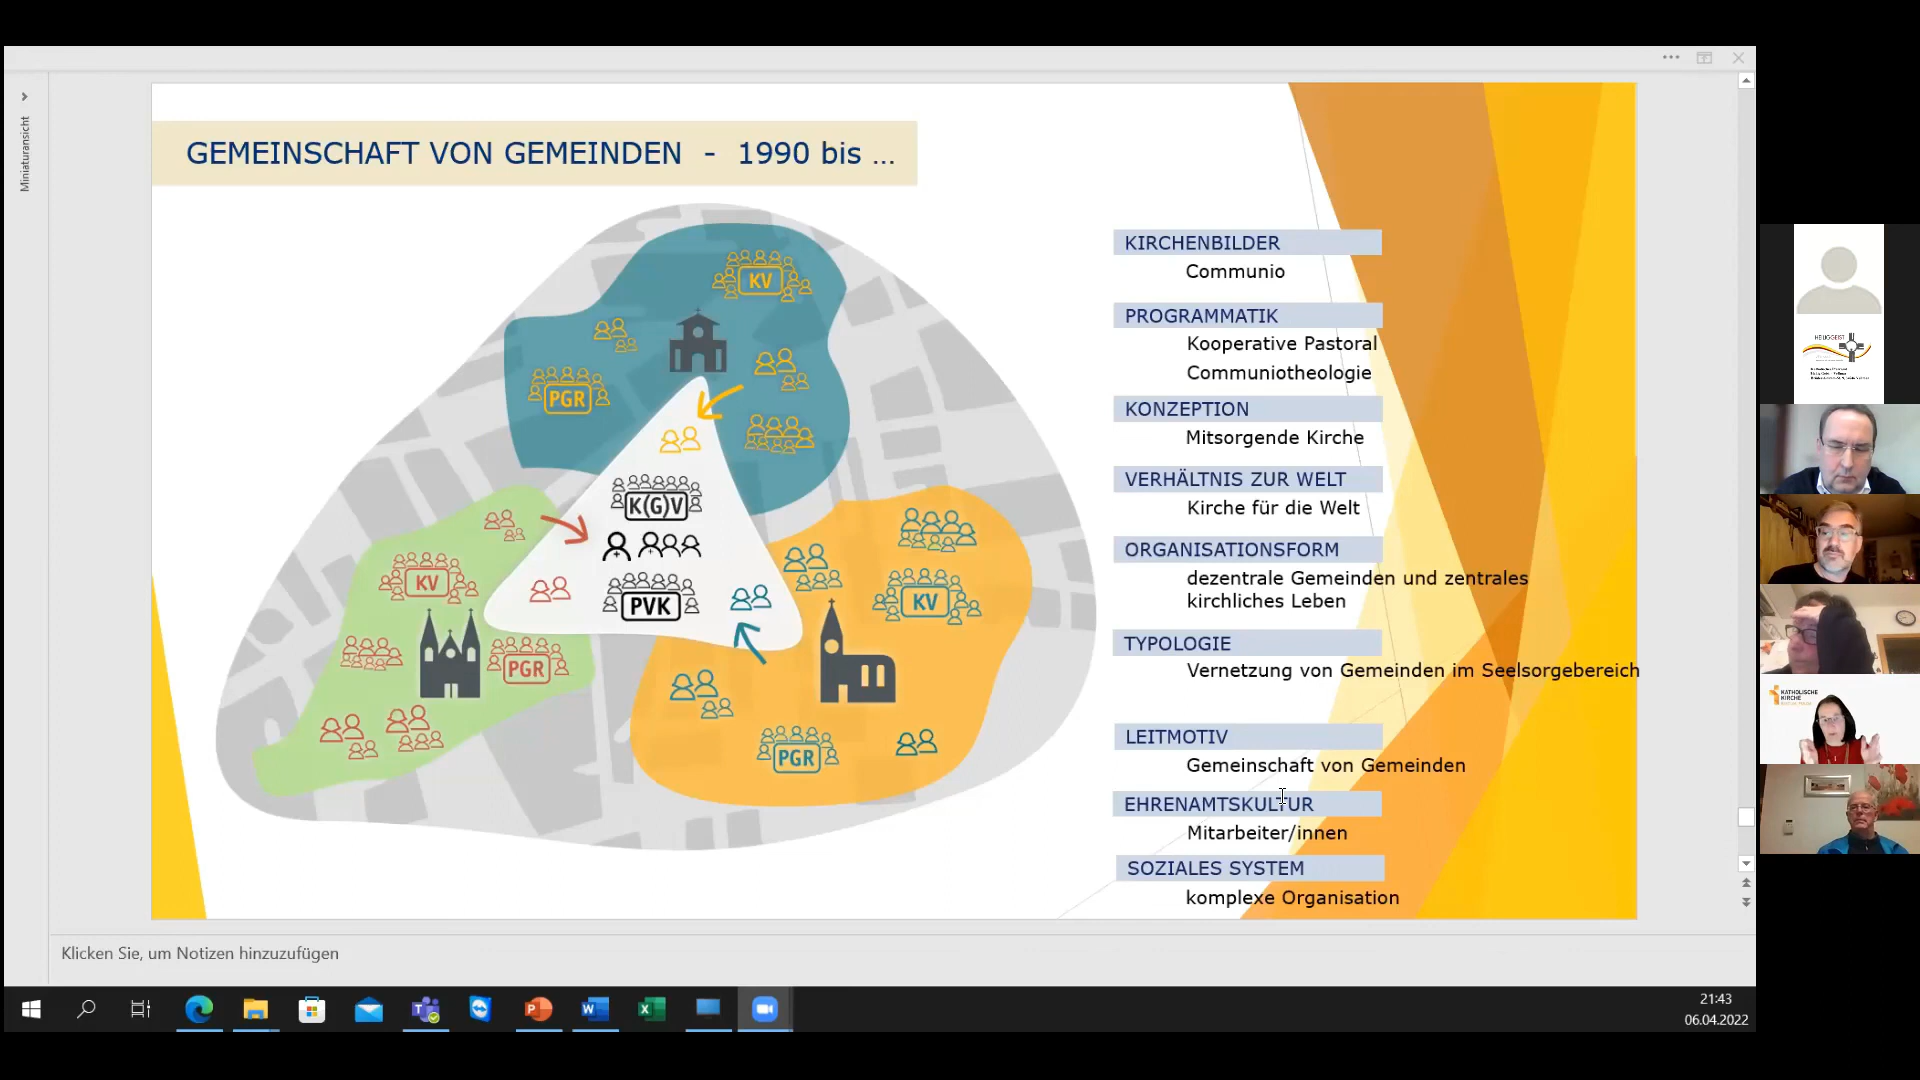 Miniaturansicht
GEMEINSCHAFT VON GEMEINDEN - 1990 bis ...
KV
PGR
K(G)V
PVK
KV
PGR
KV
PGR
KIRCHENBILDER
Communio
PROGRAMMATIK
Kooperative Pastoral
Communiotheologie
KONZEPTION
Mitsorgende Kirche
VERHÄLTNIS ZUR WELT
Kirche für die Welt
ORGANISATIONSFORM
dezentrale Gemeinden und zentrales
kirchliches Leben
TYPOLOGIE
Vernetzung von Gemeinden im Seelsorgebereich
LEITMOTIV
Gemeinschaft von Gemeinden
EHRENAMTSKULTUR
Mitarbeiter/innen
SOZIALES SYSTEM
komplexe Organisation
Klicken Sie, um Notizen hinzuzufügen
HEILIGGEIST
KATHOLISCHE
KIRCHE
21:43
06.04.2022